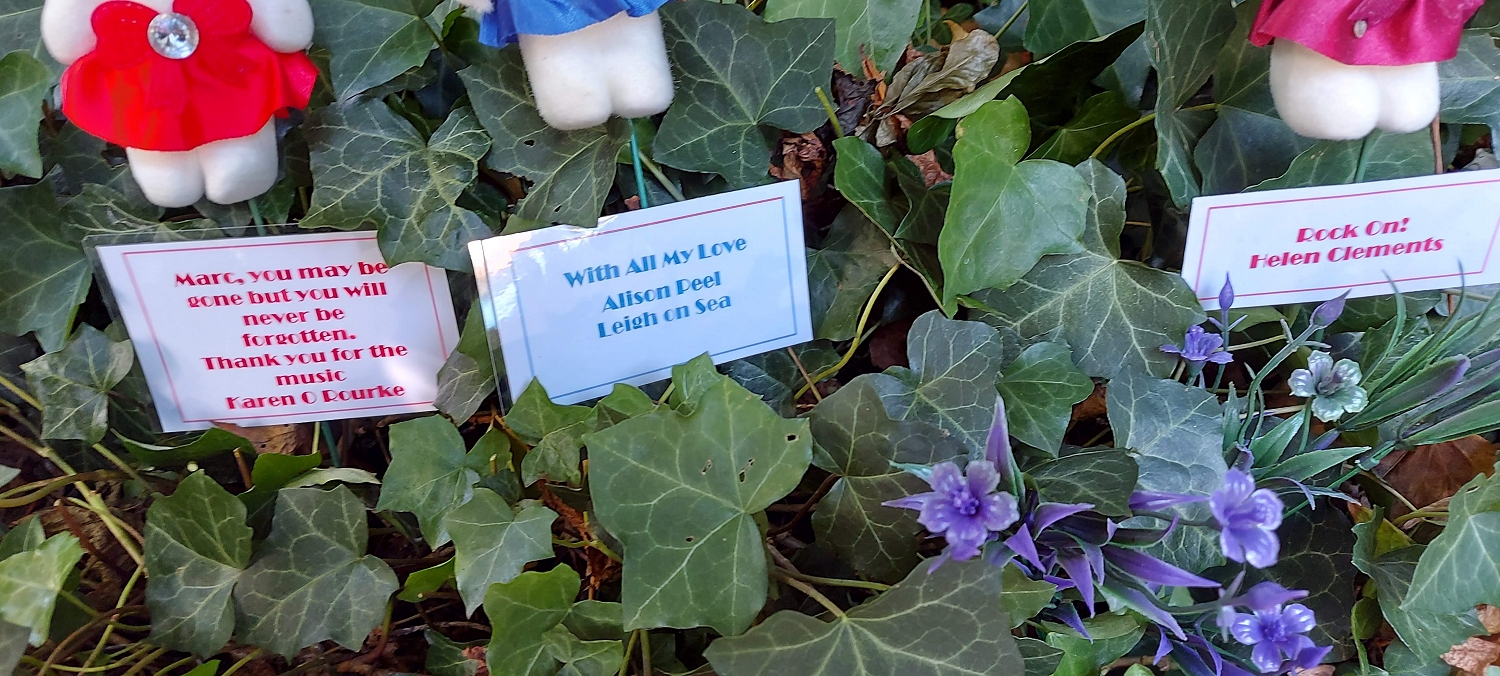 Marc, you may be
gone but you will
never be
forgotten.
Thank you for the
music
Karen O Rourke
With All My Love
Alison Peel
Leigh on Sea
Rock On!
Helen Clements